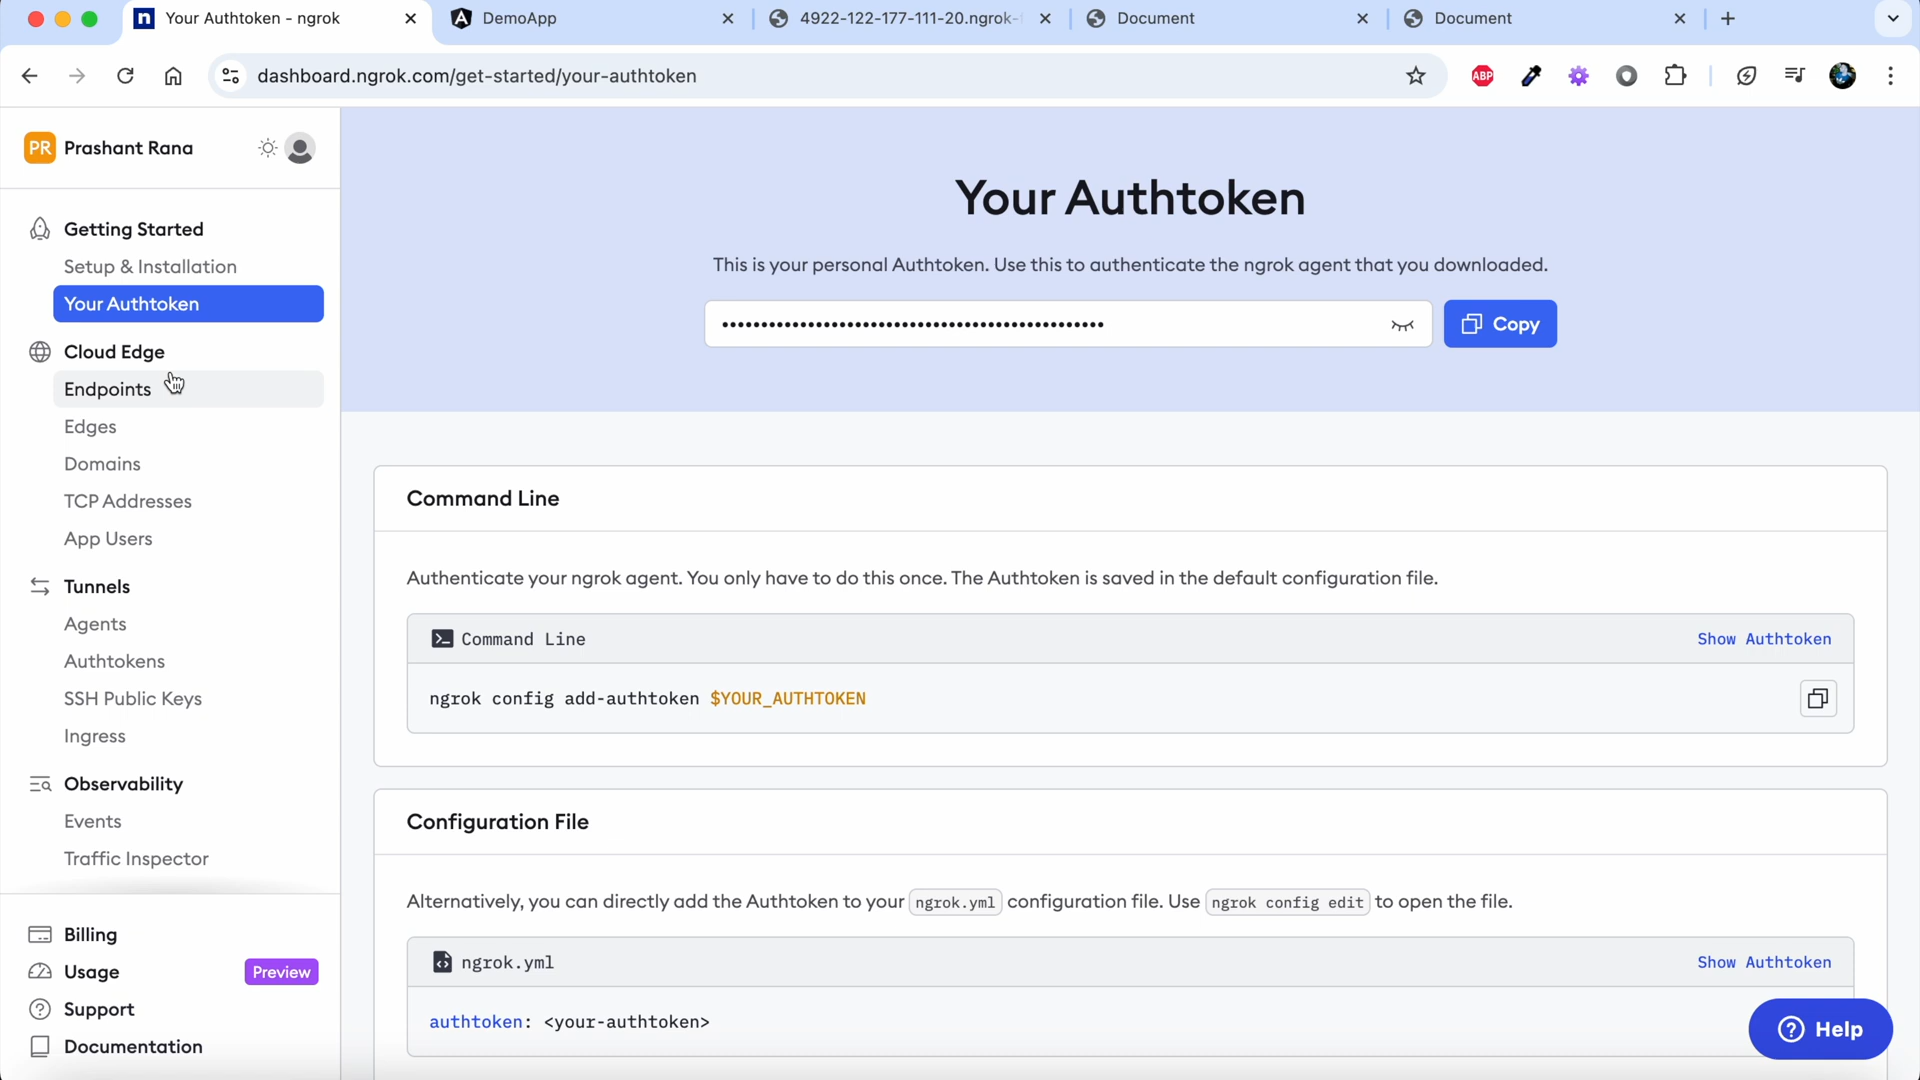 Your Authtoken - ngrok
DemoApp
4922-122-177-111-20.ngrok-f
Document
Document
dashboard.ngrok.com/get-started/your-authtoken
ABP
PR Prashant Rana
Getting Started
Setup & Installation
Your Authtoken
Cloud Edge
Endpoints
Edges
Domains
TCP Addresses
App Users
Tunnels
Agents
Authtokens
SSH Public Keys
Ingress
Observability
Events
Traffic Inspector
Billing
Usage Preview
Support
Documentation
Your Authtoken
This is your personal Authtoken. Use this to authenticate the ngrok agent that you downloaded.
Copy
Command Line
Authenticate your ngrok agent. You only have to do this once. The Authtoken is saved in the default configuration file.
Command Line Show Authtoken
ngrok config add-authtoken $YOUR_AUTHTOKEN
Configuration File
Alternatively, you can directly add the Authtoken to your ngrok.yml configuration file. Use ngrok config edit to open the file.
ngrok.yml Show Authtoken
authtoken: <your-authtoken>
Help